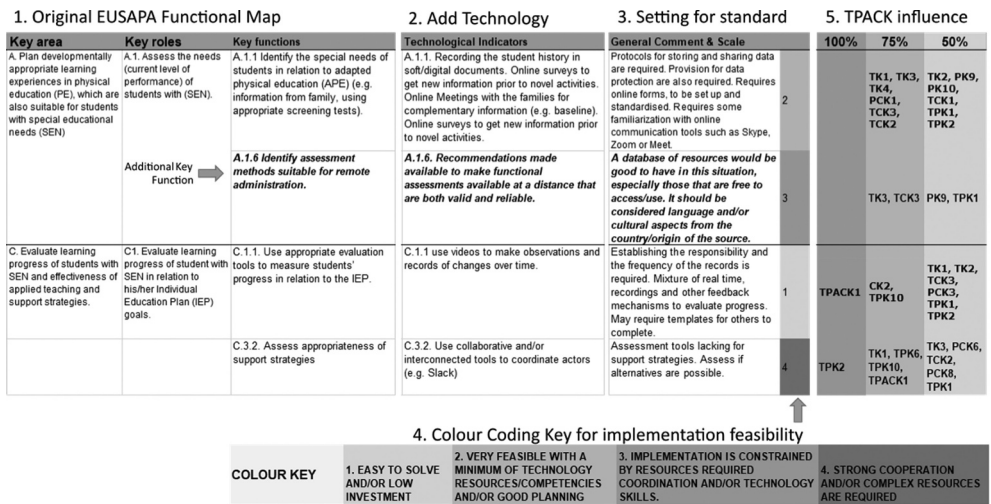 1. Original EUSAPA Functional Map
2. Add Technology
3. Setting for standard
5. TPACK influence
Key area
Key roles
Key functions
Technological Indicators
General Comment & Scale
100%
75%
50%
A. Plan developmentally
appropriate learning
experiences in physical
education (PE), which are
also suitable for students
with special educational
needs (SEN)
A.1. Assess the needs
(current level of
performance) of
students with (SEN).
A.1.1 Identify the special needs of
students in relation to adapted
physical education (APE) (e.g.
information from family, using
appropriate screening tests).
A.1.1. Recording the student history in
soft/digital documents. Online surveys to
get new information prior to novel activities.
Online Meetings with the families for
complementary information (e.g. baseline).
Online surveys to get new information prior
to novel activities.
Protocols for storing and sharing data
are required. Provision for data
protection are also required. Requires
online forms, to be set up and
standardised. Requires some
familiarization with online
communication tools such as Skype,
Zoom or Meet.
2
TK1, TK3,
TK4,
PCK1,
TCK3,
TCK2
TK2, PK9,
PK10,
TCK1,
TPK1,
TPK2
Additional Key
Function
A.1.6 Identify assessment
methods suitable for remote
administration.
A.1.6. Recommendations made
available to make functional
assessments available at a distance that
are both valid and reliable.
A database of resources would be
good to have in this situation,
especially those that are free to
access/use. It should be
considered language and/or
cultural aspects from the
country/origin of the source.
3
TK3, TCK3
PK9, TPK1
C. Evaluate learning
progress of students with
SEN and effectiveness of
applied teaching and
support strategies.
C1. Evaluate learning
progress of student with
SEN in relation to
his/her Individual
Education Plan (IEP)
goals.
C.1.1. Use appropriate evaluation
tools to measure students'
progress in relation to the IEP.
C.1.1 use videos to make observations and
records of changes over time.
Establishing the responsibility and
the frequency of the records is
required. Mixture of real time,
recordings and other feedback
mechanisms to evaluate progress.
May require templates for others to
complete.
1
TPACK1
CK2,
TPK10
TK1, TK2,
TCK3,
PCK3,
TPK1,
TPK2
C.3.2. Assess appropriateness of
support strategies
C.3.2. Use collaborative and/or
interconnected tools to coordinate actors
(e.g. Slack)
Assessment tools lacking for
support strategies. Assess if
alternatives are possible.
4
TPK2
TK1, TPK6,
TPK10,
TPACK1
TK3, PCK6,
TCK2,
PCK8,
TPK1
4. Colour Coding Key for implementation feasibility
COLOUR KEY
1. EASY TO SOLVE
AND/OR LOW
INVESTMENT
2. VERY FEASIBLE WITH A
MINIMUM OF TECHNOLOGY
RESOURCES/COMPETENCIES
AND/OR GOOD PLANNING
3. IMPLEMENTATION IS CONSTRAINED
BY RESOURCES REQUIRED
COORDINATION AND/OR TECHNOLOGY
SKILLS.
4. STRONG COOPERATION
AND/OR COMPLEX RESOURCES
ARE REQUIRED